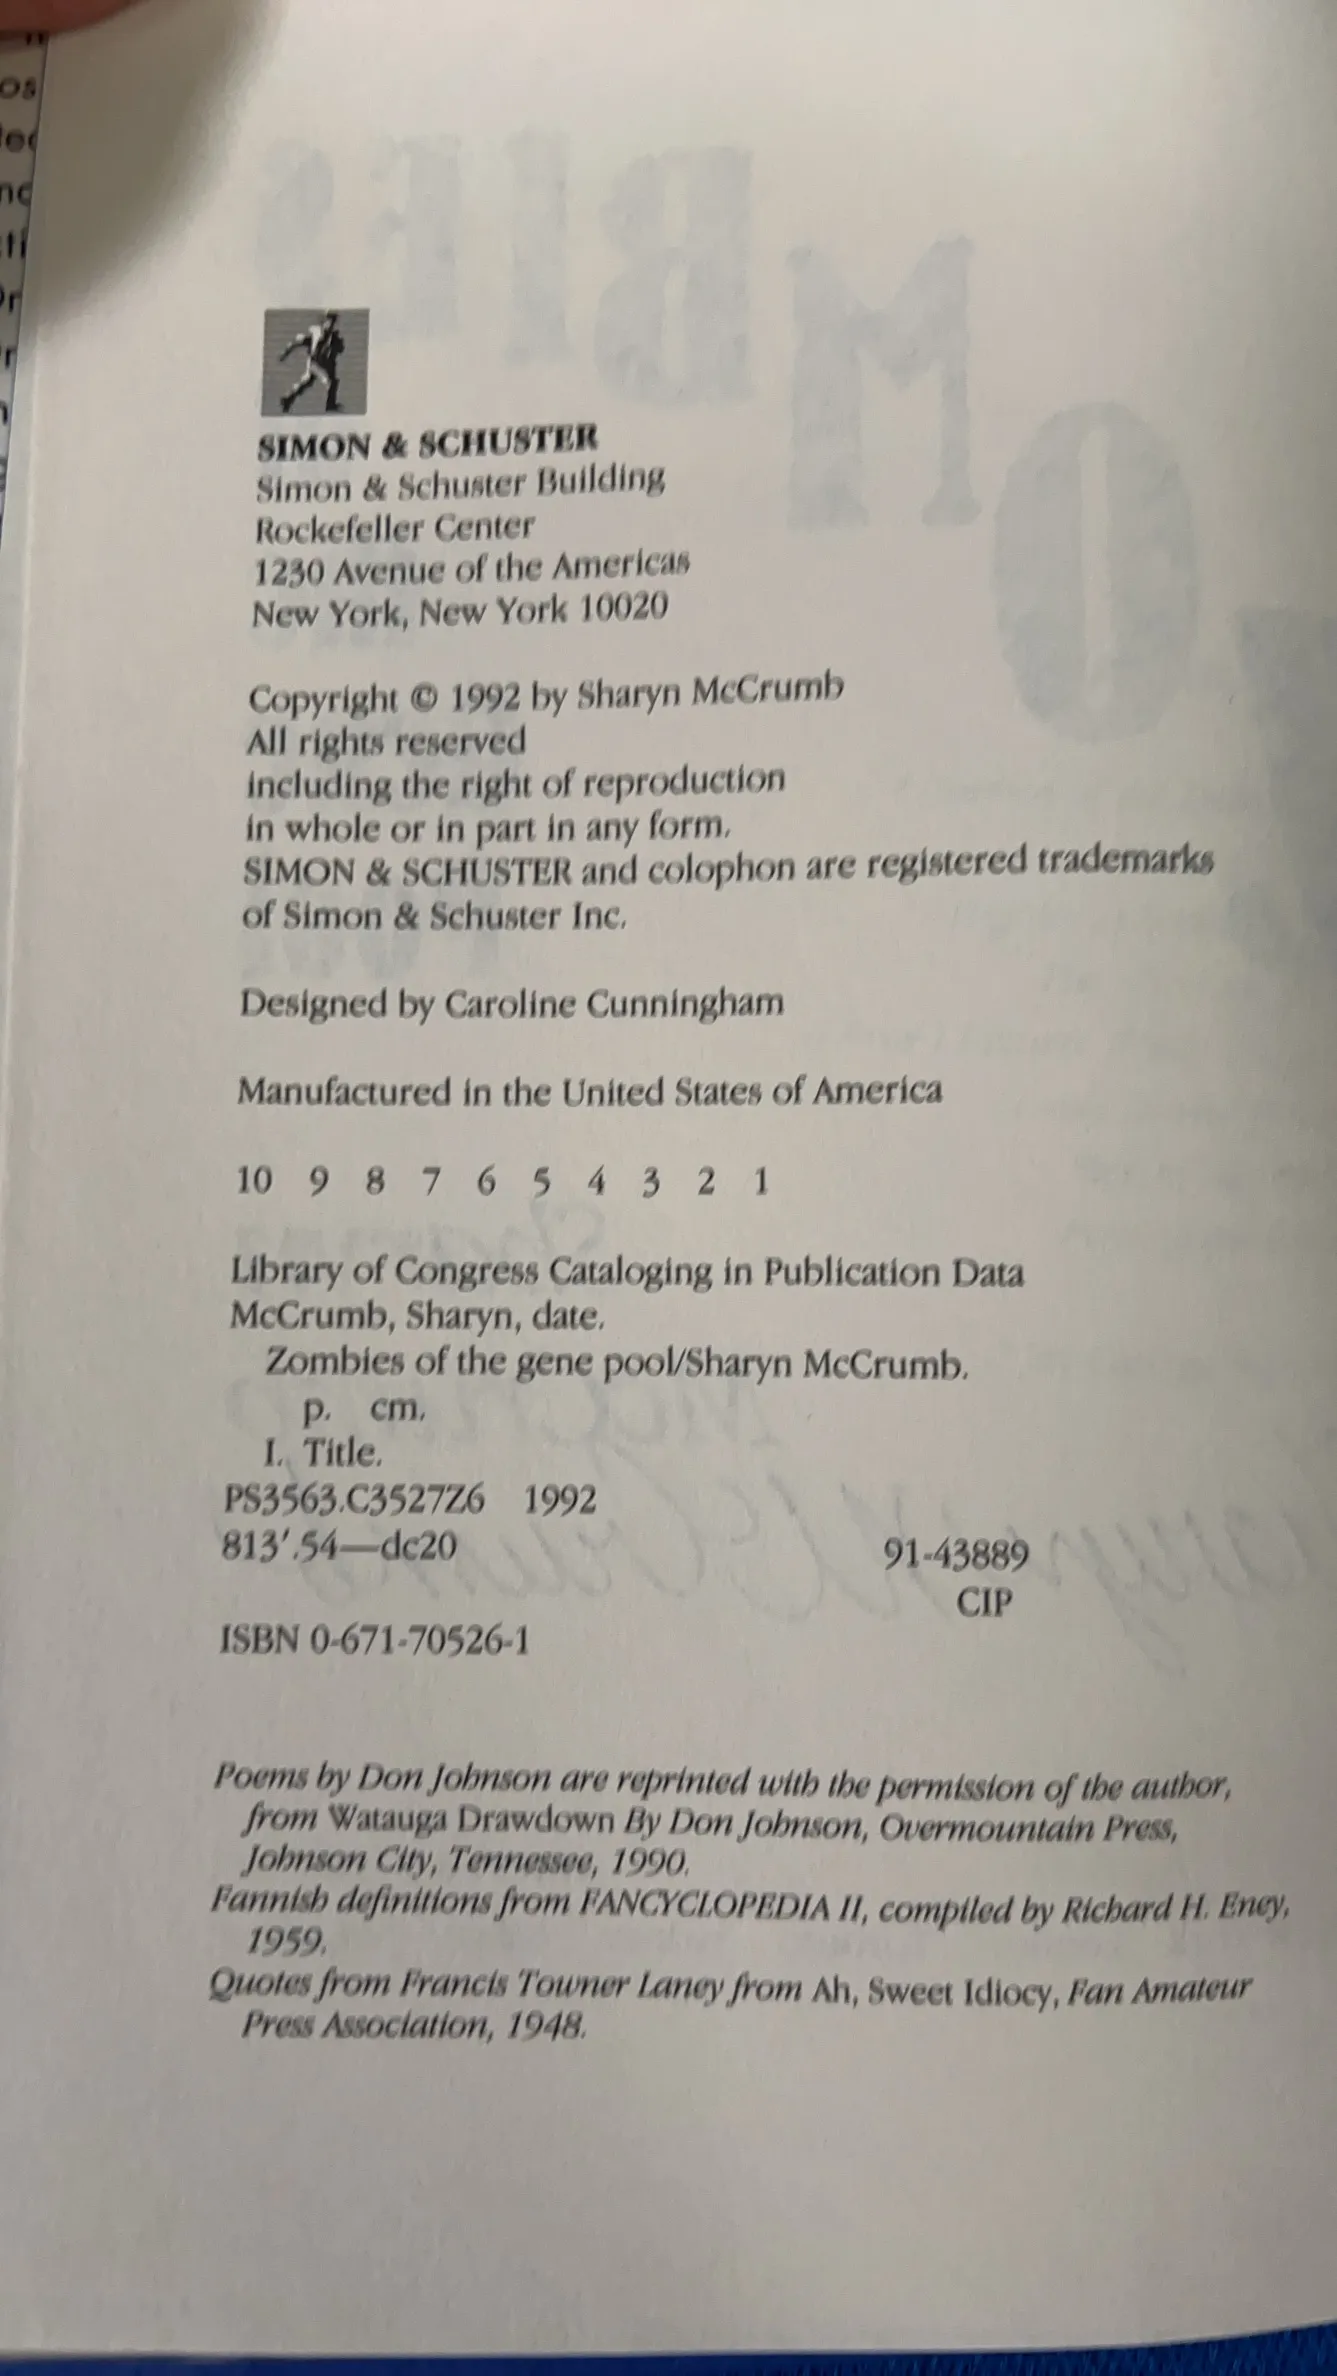 SIMON & SCHUSTER
Simon & Schuster Building
Rockefeller Center
1230 Avenue of the Americas
New York, New York 10020
Copyright © 1992 by Sharyn McCrumb
All rights reserved
including the right of reproduction
in whole or in part in any form.
SIMON & SCHUSTER and colophon are registered trademarks
of Simon & Schuster Inc.
Designed by Caroline Cunningham
Manufactured in the United States of America
10 9 8 7 6 5 4 3 2 1
Library of Congress Cataloging in Publication Data
McCrumb, Sharyn, date.
Zombies of the gene pool/Sharyn McCrumb.
p. cm.
I. Title.
PS3563.C3527Z6 1992
813'.54—dc20
91-43889
CIP
ISBN 0-671-70526-1
Poems by Don Johnson are reprinted with the permission of the author,
from Watauga Drawdown By Don Johnson, Overmountain Press,
Johnson City, Tennessee, 1990.
Fannish definitions from FANCYCLOPEDIA II, compiled by Richard H. Eney,
1959.
Quotes from Francis Towner Laney from Ah, Sweet Idiocy, Fan Amateur
Press Association, 1948.